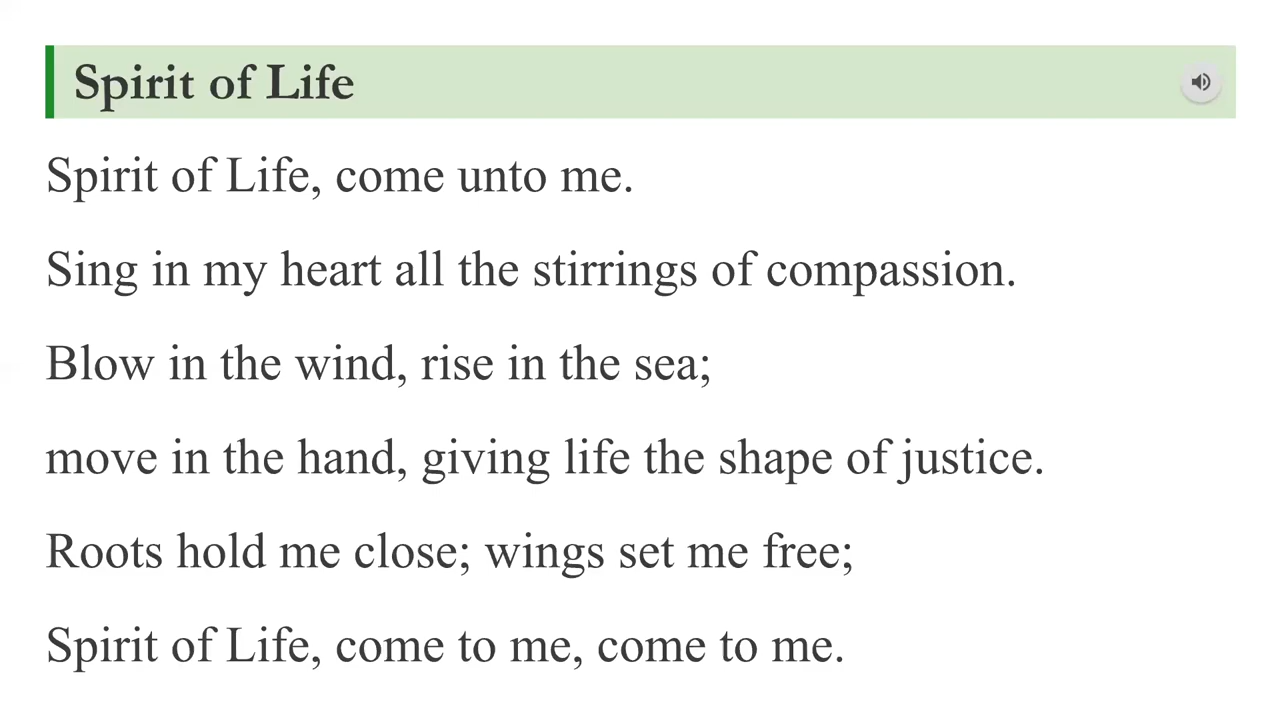 Spirit of Life
Spirit of Life, come unto me.
Sing in my heart all the stirrings of compassion.
Blow in the wind, rise in the sea;
move in the hand, giving life the shape of justice.
Roots hold me close; wings set me free;
Spirit of Life, come to me, come to me.